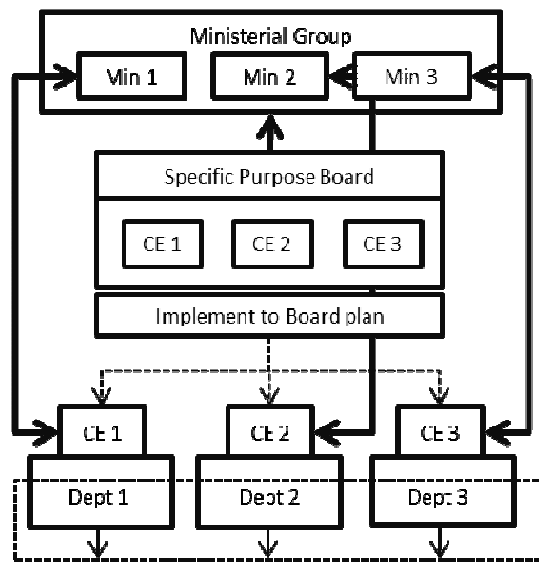 Ministerial Group
Min 1
Min 2
Min 3
Specific Purpose Board
CE 1
CE 2
CE 3
Implement to Board plan
CE 1
CE 2
CE 3
Dept 1
Dept 2
Dept 3